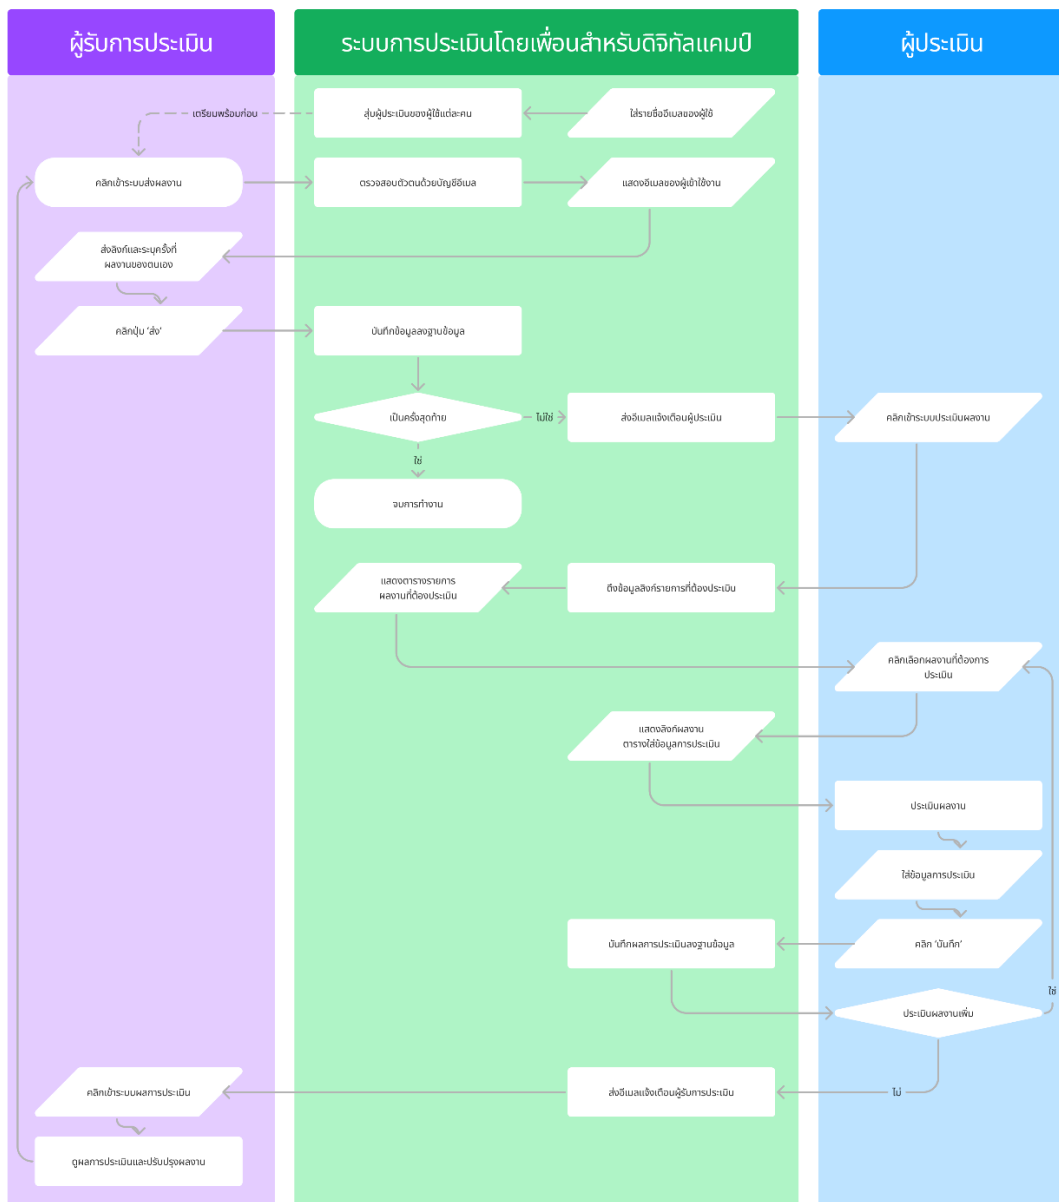 ผู้รับการประเมิน
ระบบการประเมินโดยเพื่อนสำหรับดิจิทัลแคมป์
ผู้ประเมิน
เตรียมพร้อมก่อน
สุ่มผู้ประเมินของผู้ใช้แต่ละคน
ใส่รายชื่ออีเมลของผู้ใช้
คลิกเข้าระบบส่งผลงาน
ตรวจสอบตัวตนด้วยบัญชีอีเมล
แสดงอีเมลของผู้เข้าใช้งาน
ส่งลิงก์และระบุครั้งที่
ผลงานของตนเอง
คลิกปุ่ม ‘ส่ง’
บันทึกข้อมูลลงฐานข้อมูล
เป็นครั้งสุดท้าย
ไม่ใช่
ส่งอีเมลแจ้งเตือนผู้ประเมิน
คลิกเข้าระบบประเมินผลงาน
ใช่
จบการทำงาน
แสดงตารางรายการ
ผลงานที่ต้องประเมิน
ดึงข้อมูลลิงก์รายการที่ต้องประเมิน
คลิกเลือกผลงานที่ต้องการ
ประเมิน
แสดงลิงก์ผลงาน
ตารางใส่ข้อมูลการประเมิน
ประเมินผลงาน
ใส่ข้อมูลการประเมิน
บันทึกผลการประเมินลงฐานข้อมูล
คลิก ‘บันทึก’
ใช่
ประเมินผลงานเพิ่ม
คลิกเข้าระบบผลการประเมิน
ส่งอีเมลแจ้งเตือนผู้รับการประเมิน
ไม่
ดูผลการประเมินและปรับปรุงผลงาน